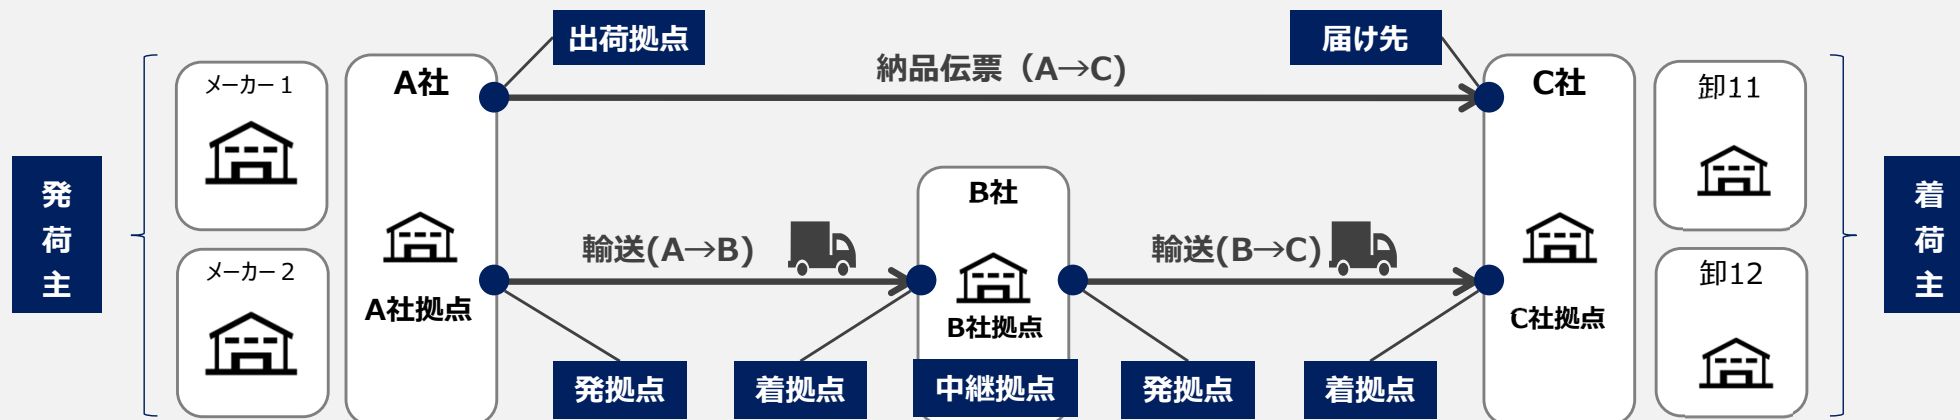 出荷拠点
届け先
納品伝票（A→C)
メーカー1
A社
C社
卸11
発荷主
B社
着荷主
輸送(A→B)
輸送(B→C)
メーカー2
卸12
A社拠点
B社拠点
C社拠点
発拠点
着拠点
中継拠点
発拠点
着拠点